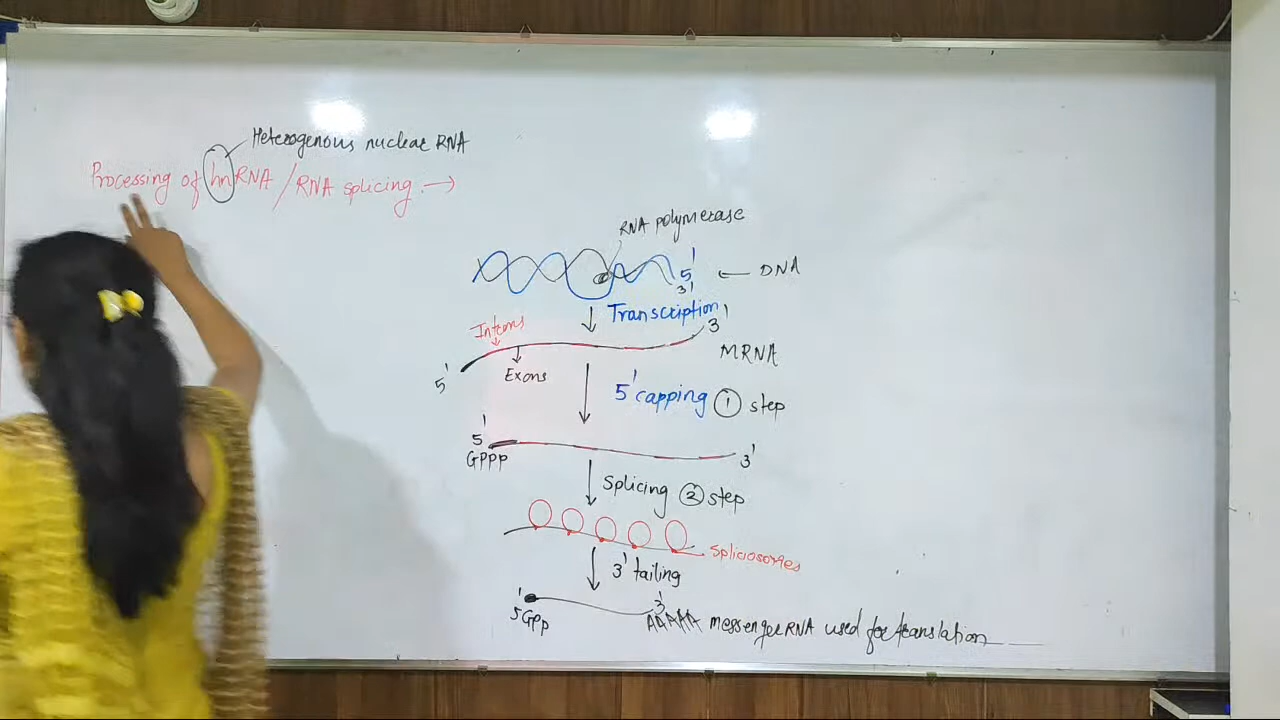 Heterogenous nuclear RNA
Processing of hnRNA / RNA splicing →
RNA polymerase
5'
3'
← DNA
Transcription
Introns
3'
MRNA
5'
Exons
5' capping ① step
5'
GPPP
3'
Splicing ② step
Spliciosomes
3' tailing
5'GPP
3'
AAAAA messenger RNA used for translation